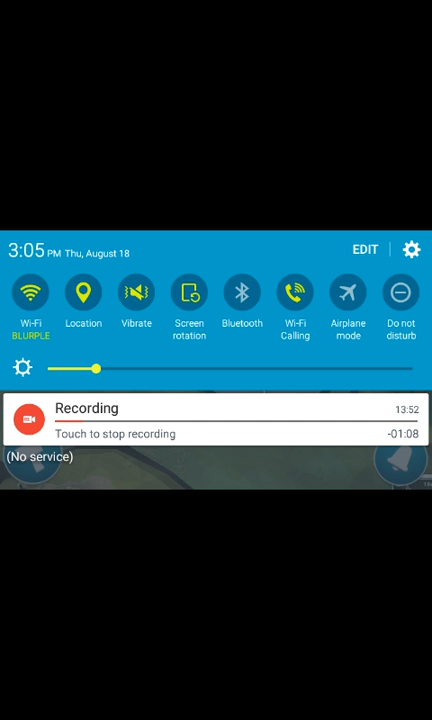 3:05 PM Thu, August 18
EDIT
Wi-Fi
BLURPLE
Location
Vibrate
Screen
rotation
Bluetooth
Wi-Fi
Calling
Airplane
mode
Do not
disturb
Recording
13:52
Touch to stop recording
-01:08
(No service)